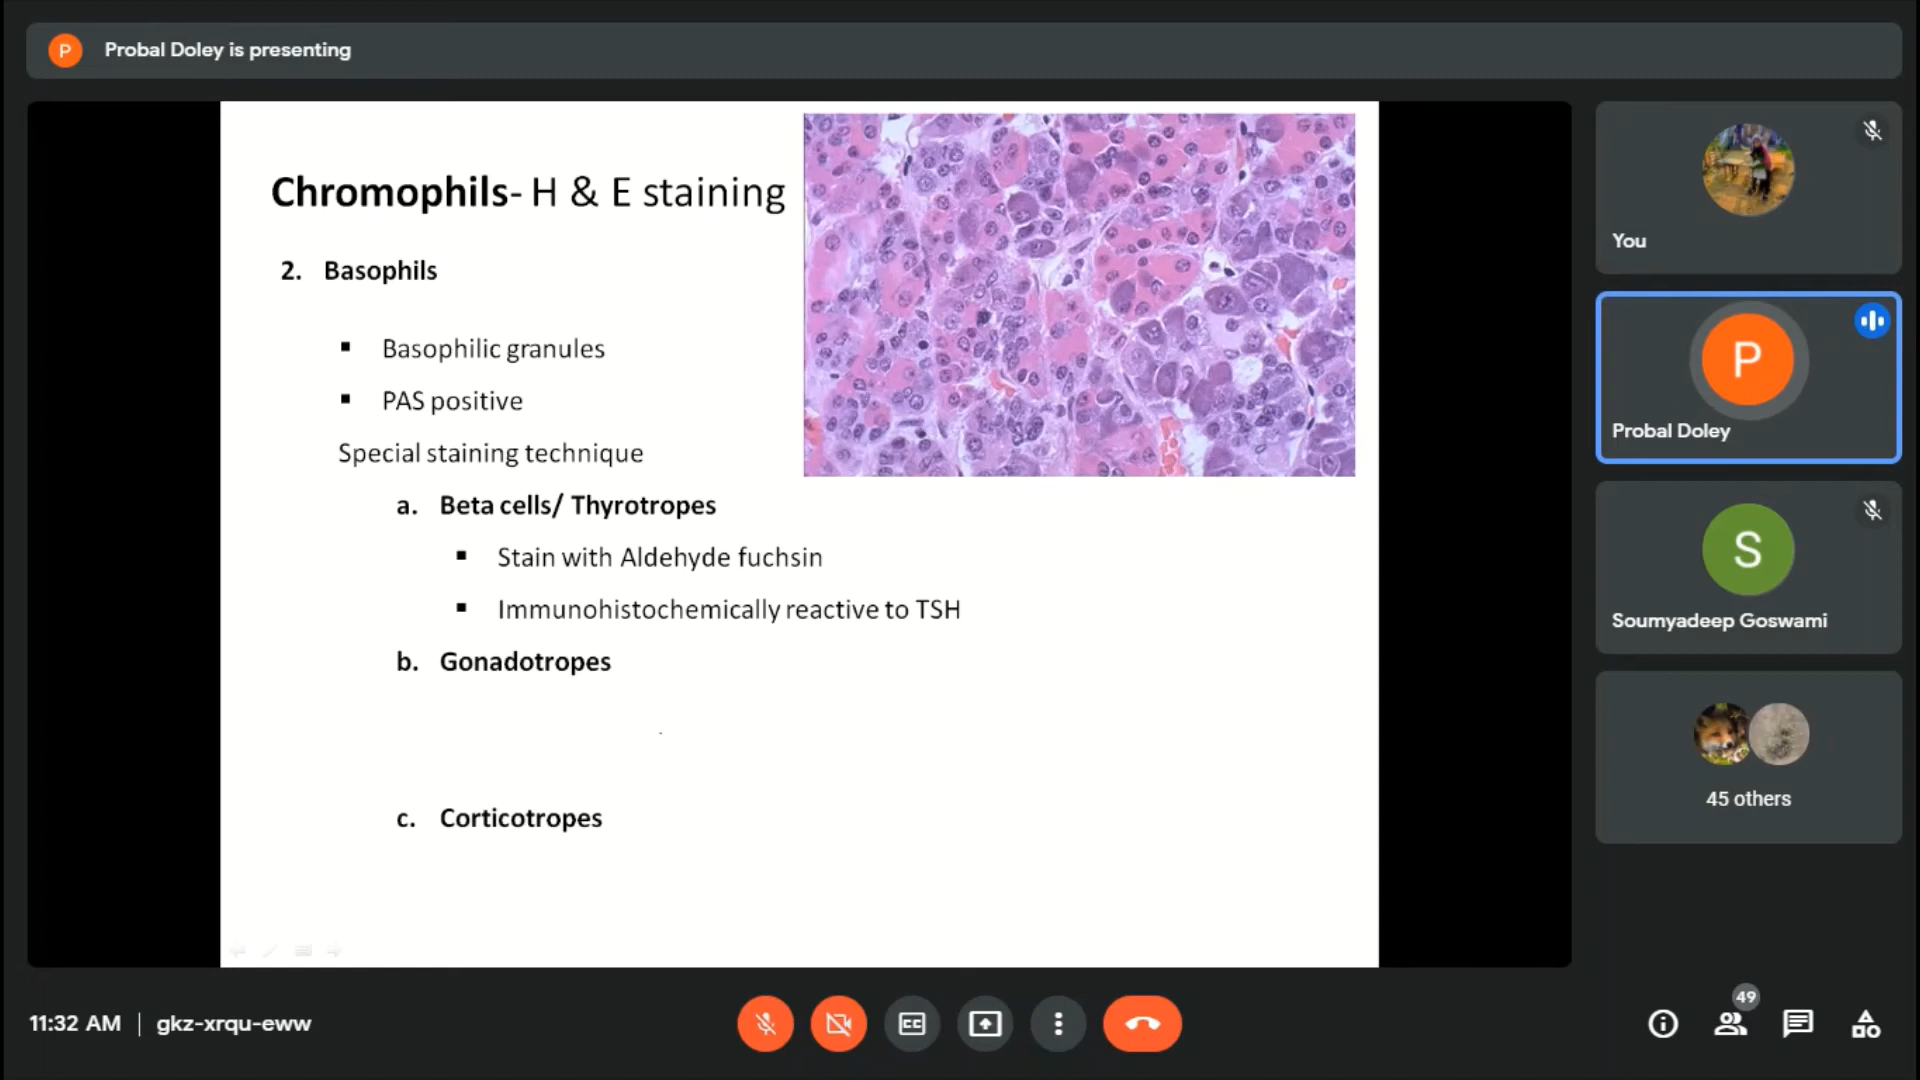 P Probal Doley is presenting
Chromophils- H & E staining
2. Basophils
▪ Basophilic granules
▪ PAS positive
Special staining technique
a. Beta cells/ Thyrotropes
▪ Stain with Aldehyde fuchsin
▪ Immunohistochemically reactive to TSH
b. Gonadotropes
c. Corticotropes
You
P
Probal Doley
S
Soumyadeep Goswami
45 others
11:32 AM | gkz-xrqu-eww
CC
49